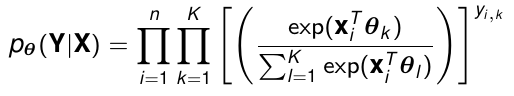 p_θ(𝐘|𝐗) = ∏_{i=1}^{n} ∏_{k=1}^{K} [ ( exp(𝐱_i^T θ_k) / ∑_{l=1}^{K} exp(𝐱_i^T θ_l) ) ]^{y_{i,k}}